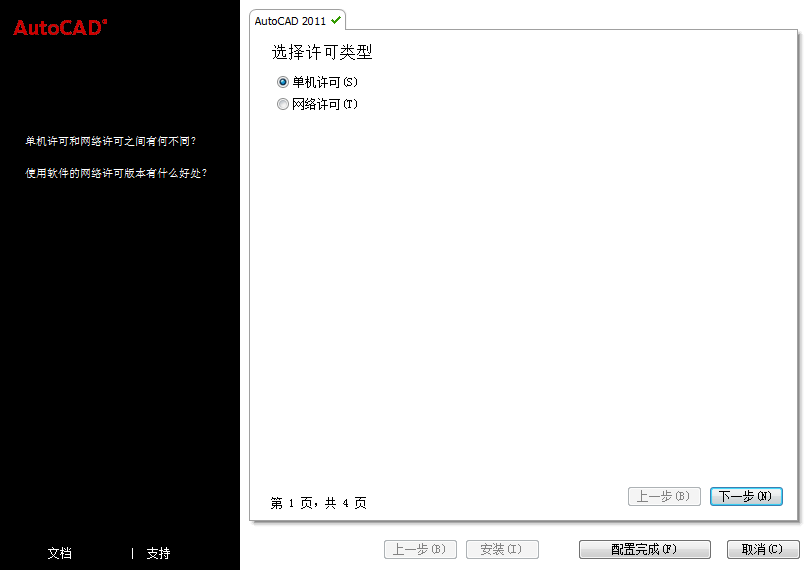 AutoCAD®
AutoCAD 2011
选择许可类型
单机许可(S)
网络许可(T)
单机许可和网络许可之间有何不同?
使用软件的网络许可版本有什么好处?
第 1 页，共 4 页
上一步(B)
下一步(N)
文档 | 支持
上一步(B)
安装(I)
配置完成(F)
取消(C)